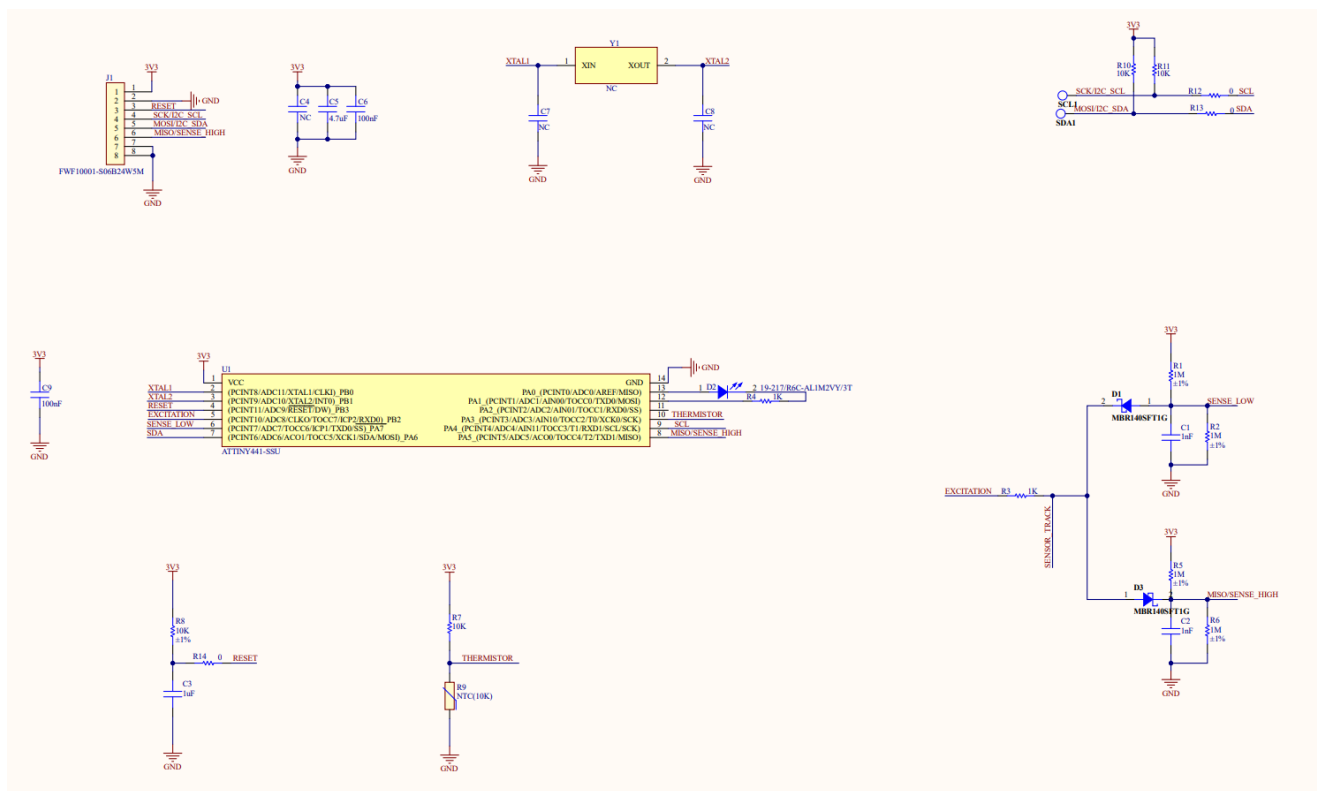 J1
3V3
1
2
3
4
5
6
7
8
1
2
3
4
5
6
7
8
GND
RESET
SCK/I2C_SCL
MOSI/I2C_SDA
MISO/SENSE_HIGH
FWF10001-S06B24W5M
GND
3V3
C4
NC
C5
4.7uF
C6
100nF
GND
Y1
XTAL1
1
XIN
XOUT
2
XTAL2
NC
C7
NC
GND
C8
NC
GND
3V3
R10
10K
R11
10K
SCK/I2C_SCL
R12
0
SCL
SCL1
MOSI/I2C_SDA
R13
0
SDA
SDA1
3V3
C9
100nF
GND
3V3
U1
1
VCC
XTAL1
2
(PCINT8/ADC11/XTAL1/CLKI)_PB0
XTAL2
3
(PCINT9/ADC10/XTAL2/INT0)_PB1
RESET
4
(PCINT11/ADC9/RESET/DW)_PB3
EXCITATION
5
(PCINT10/ADC8/CLKO/TOCC7/ICP2/RXD0)_PB2
SENSE_LOW
6
(PCINT7/ADC7/TOCC6/ICP1/TXD0/SS)_PA7
SDA
7
(PCINT6/ADC6/ACO1/TOCC5/XCK1/SDA/MOSI)_PA6
ATTINY441-SSU
GND
14
GND
PA0_(PCINT0/ADC0/AREF/MISO)
13
PA1_(PCINT1/ADC1/AIN00/TOCC0/TXD0/MOSI)
12
PA2_(PCINT2/ADC2/AIN01/TOCC1/RXD0/SS)
11
PA3_(PCINT3/ADC3/AIN10/TOCC2/T0/XCK0/SCK)
10
THERMISTOR
PA4_(PCINT4/ADC4/AIN11/TOCC3/T1/RXD1/SCL/SCK)
9
SCL
PA5_(PCINT5/ADC5/ACO0/TOCC4/T2/TXD1/MISO)
8
MISO/SENSE_HIGH
1
D2
2
19-217/R6C-AL1M2VY/3T
R4
1K
3V3
R1
1M
±1%
D1
2
1
MBR140SFT1G
SENSE_LOW
C1
1nF
R2
1M
±1%
GND
EXCITATION
R3
1K
SENSOR_TRACK
3V3
R5
1M
±1%
D3
1
2
MBR140SFT1G
MISO/SENSE_HIGH
C2
1nF
R6
1M
±1%
GND
3V3
R8
10K
±1%
R14
0
RESET
C3
1uF
GND
3V3
R7
10K
THERMISTOR
R9
NTC(10K)
GND